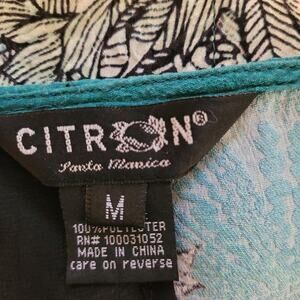 CITRON®
Santa Monica
M
100% POLYESTER
RN# 100031052
MADE IN CHINA
care on reverse